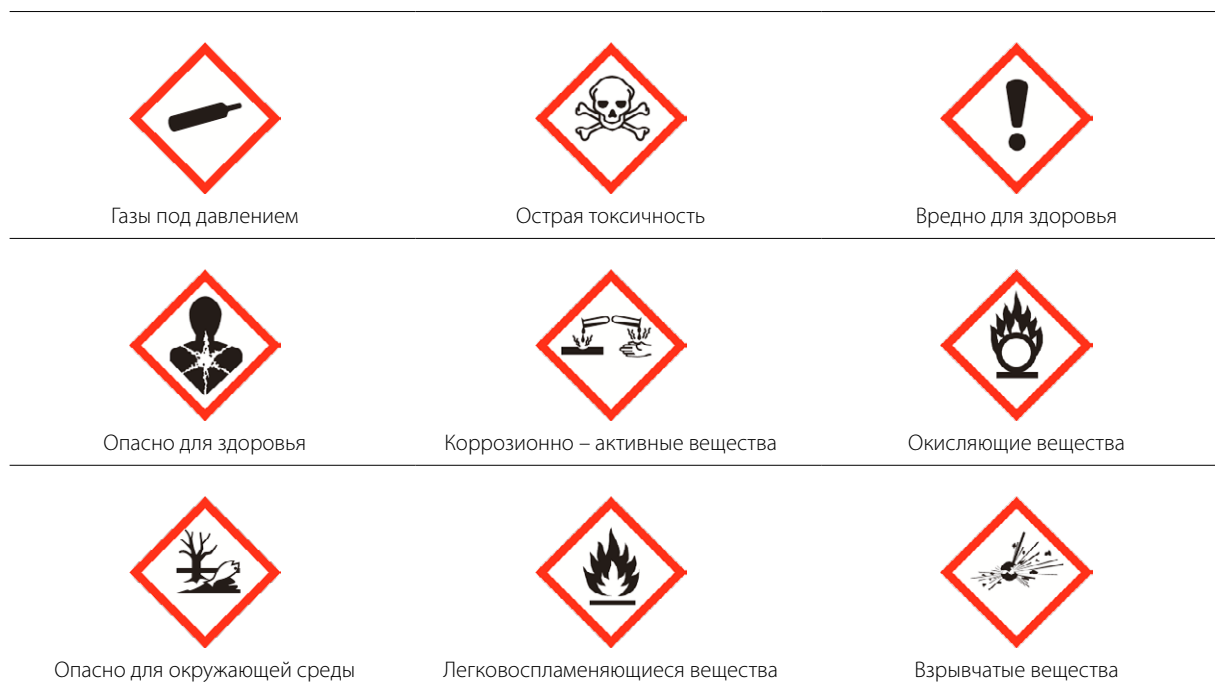 Газы под давлением
Острая токсичность
Вредно для здоровья
Опасно для здоровья
Коррозионно – активные вещества
Окисляющие вещества
Опасно для окружающей среды
Легковоспламеняющиеся вещества
Взрывчатые вещества